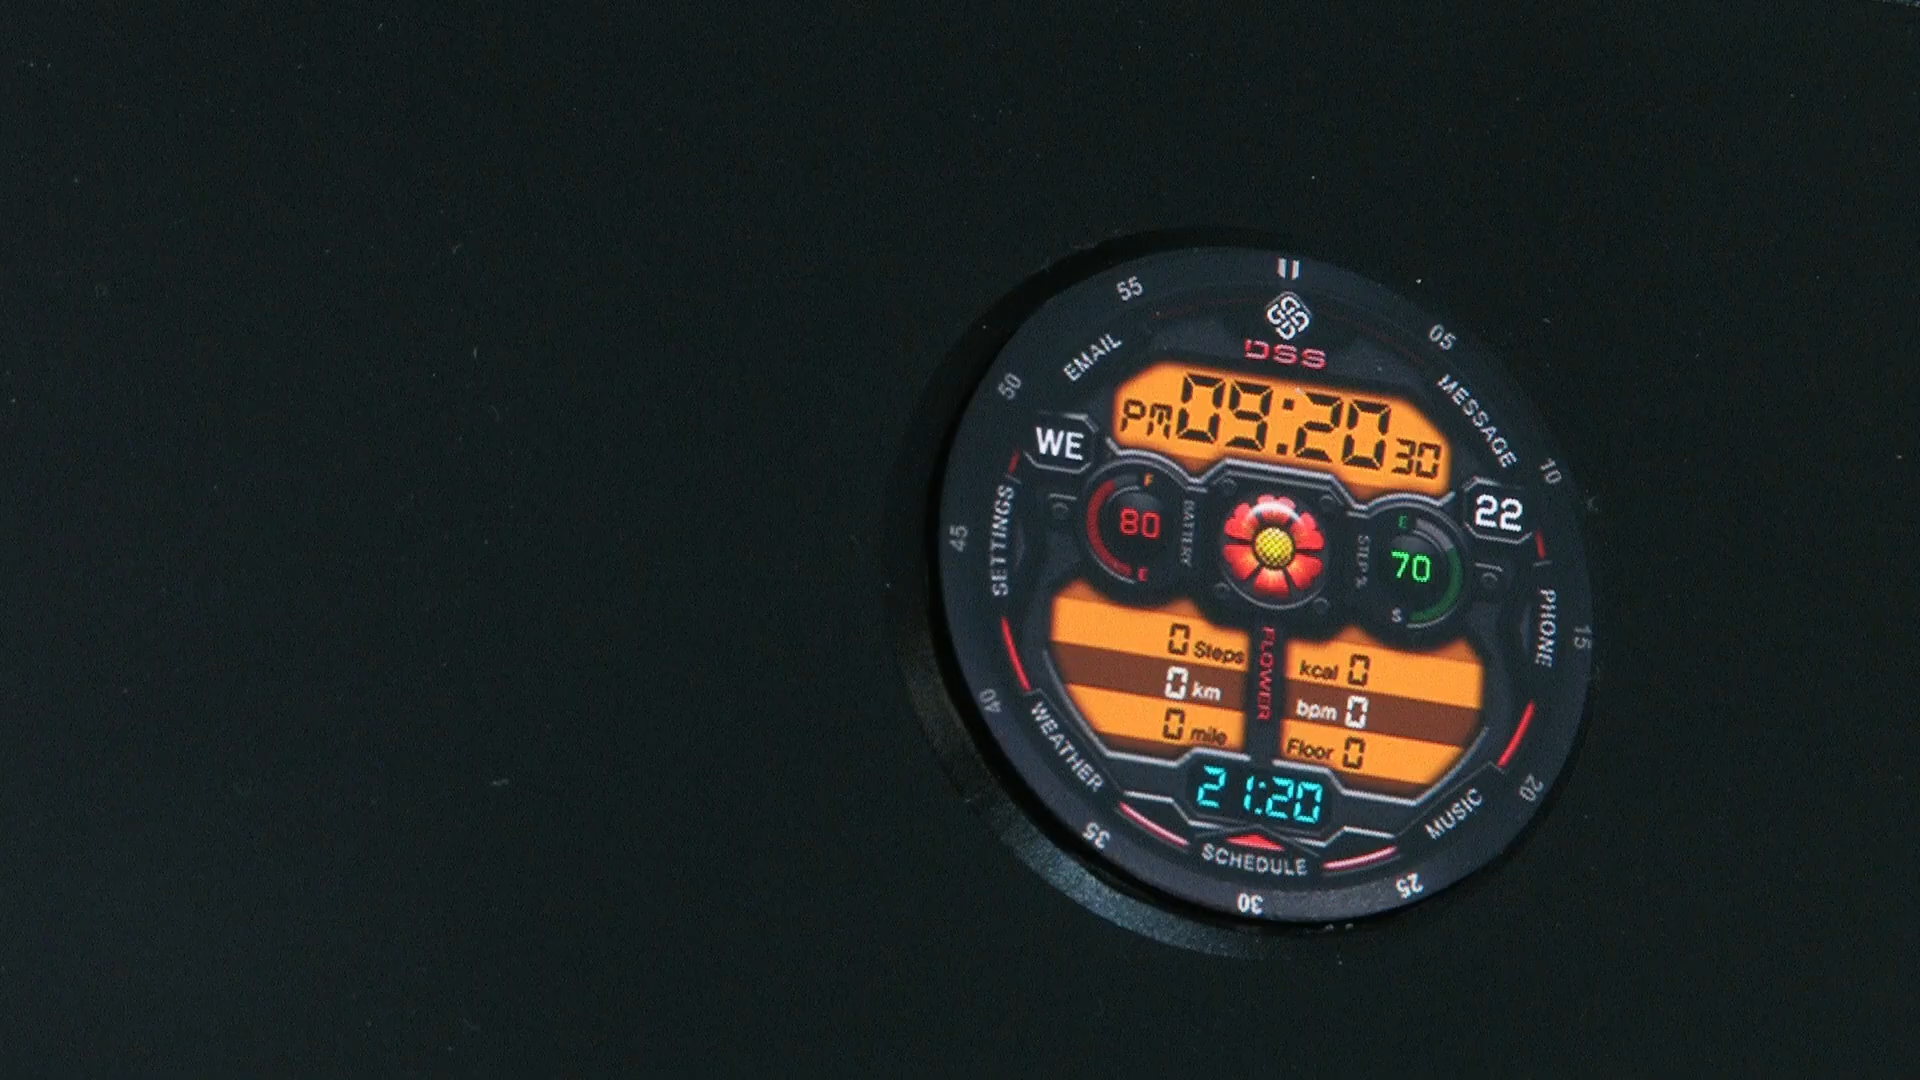 55
05
DSS
EMAIL
MESSAGE
50
10
PM 09:20 30
WE
22
F
80
E
BATTERY
E
70
S
STEP %
SETTINGS
PHONE
45
15
0 Steps
kcal 0
0 km
bpm 0
0 mile
Floor 0
FLOWER
40
20
WEATHER
MUSIC
21:20
35
25
SCHEDULE
30